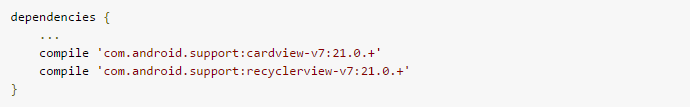 dependencies {
...
compile 'com.android.support:cardview-v7:21.0.+'
compile 'com.android.support:recyclerview-v7:21.0.+'
}